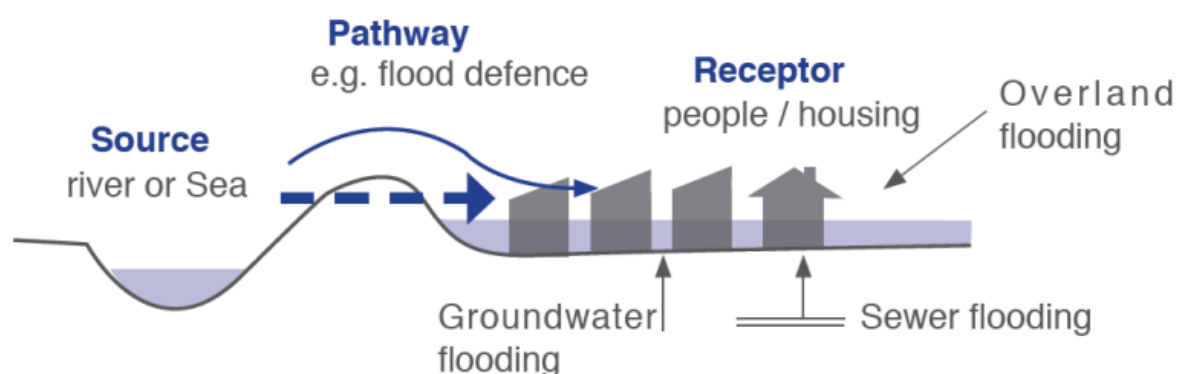 Pathway
e.g. flood defence
Receptor
people / housing
Overland
flooding
Source
river or Sea
Groundwater
flooding
Sewer flooding